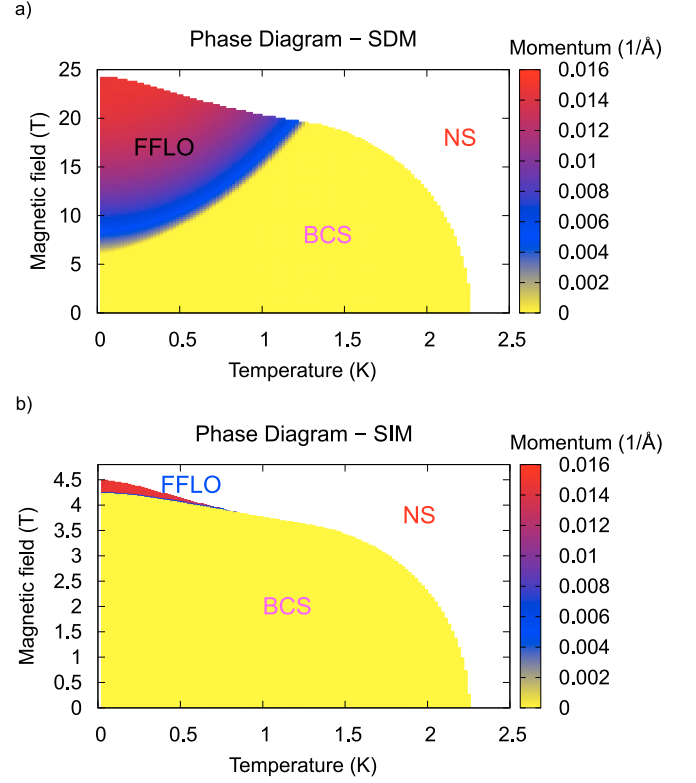 a)
Phase Diagram − SDM
Momentum (1/Å)
Magnetic field (T)
25
20
15
10
5
0
FFLO
BCS
NS
0
0.5
1
1.5
2
2.5
Temperature (K)
0.016
0.014
0.012
0.01
0.008
0.006
0.004
0.002
0
b)
Phase Diagram − SIM
Momentum (1/Å)
Magnetic field (T)
4.5
4
3.5
3
2.5
2
1.5
1
0.5
0
FFLO
BCS
NS
0
0.5
1
1.5
2
2.5
Temperature (K)
0.016
0.014
0.012
0.01
0.008
0.006
0.004
0.002
0